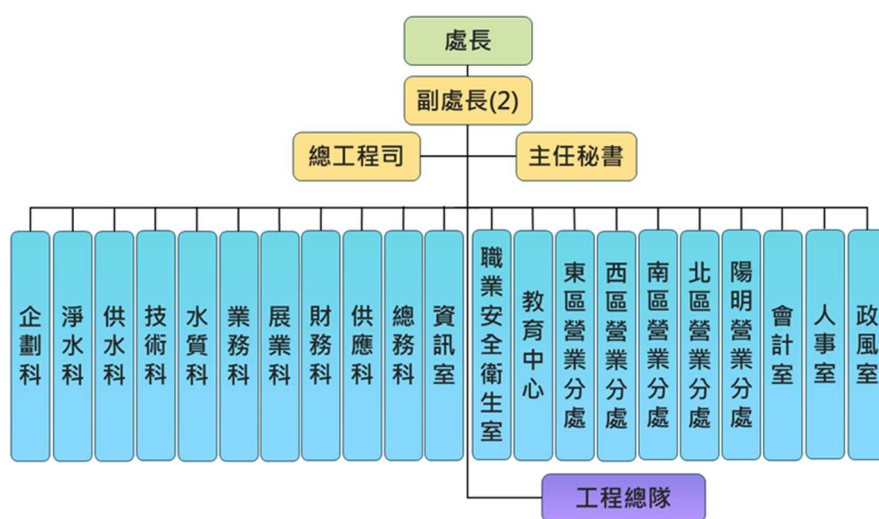 處長
副處長(2)
總工程司
主任秘書
企劃科
淨水科
供水科
技術科
水質科
業務科
展業科
財務科
供應科
總務科
資訊室
職業安全衛生室
教育中心
東區營業分處
西區營業分處
南區營業分處
北區營業分處
陽明營業分處
會計室
人事室
政風室
工程總隊